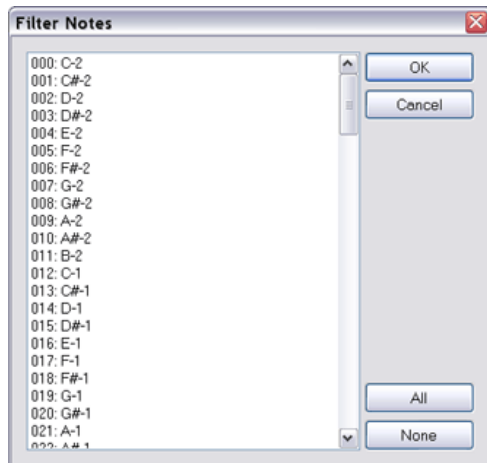 Filter Notes
000: C-2
001: C#-2
002: D-2
003: D#-2
004: E-2
005: F-2
006: F#-2
007: G-2
008: G#-2
009: A-2
010: A#-2
011: B-2
012: C-1
013: C#-1
014: D-1
015: D#-1
016: E-1
017: F-1
018: F#-1
019: G-1
020: G#-1
021: A-1
022: A#-1
OK
Cancel
All
None